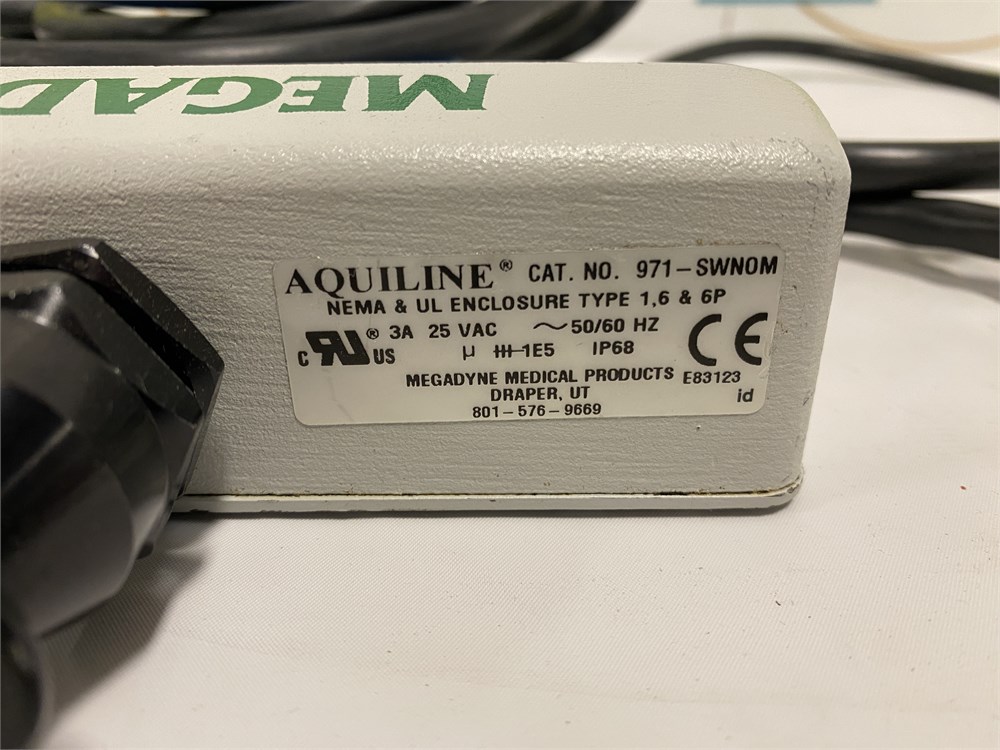 MEGAD
AQUILINE® CAT. NO. 971-SWNOM
NEMA & UL ENCLOSURE TYPE 1,6 & 6P
C RU ® US 3A 25 VAC ~50/60 HZ
µ 1E5 IP68 CE
MEGADYNE MEDICAL PRODUCTS E83123
DRAPER, UT id
801-576-9669